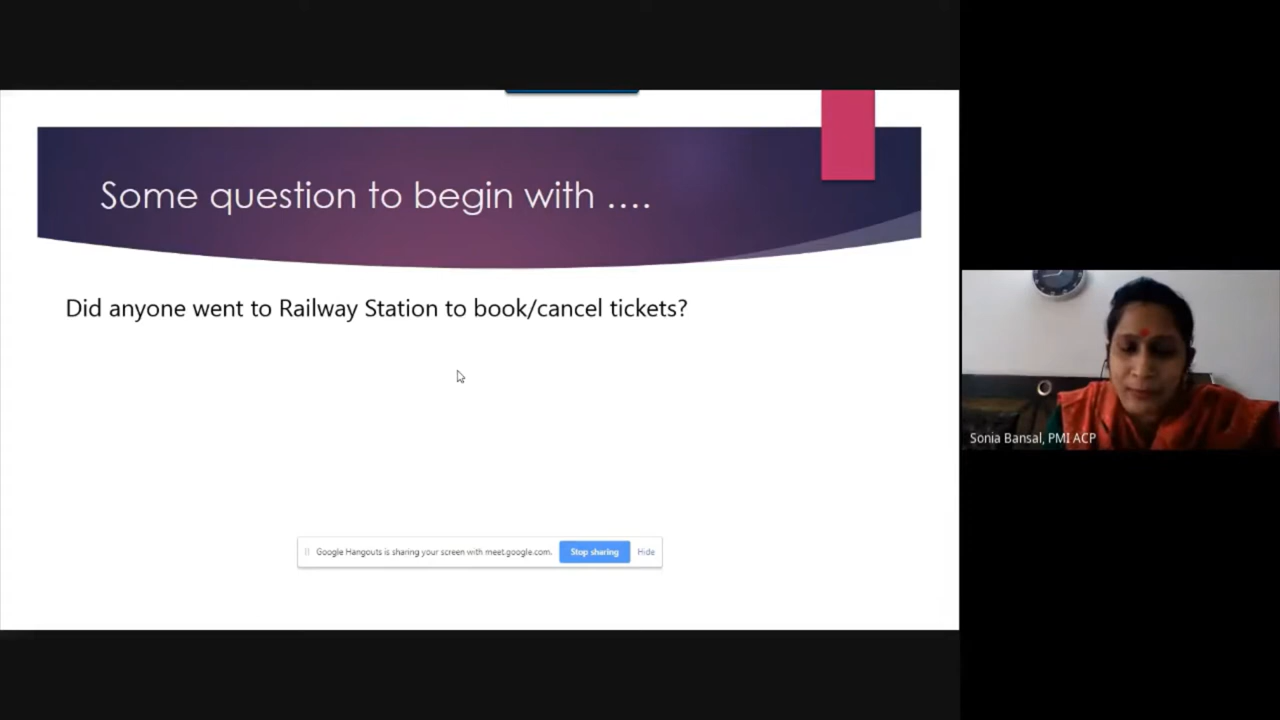 Some question to begin with ....
Did anyone went to Railway Station to book/cancel tickets?
Sonia Bansal, PMI ACP
Google Hangouts is sharing your screen with meet.google.com.
Stop sharing
Hide